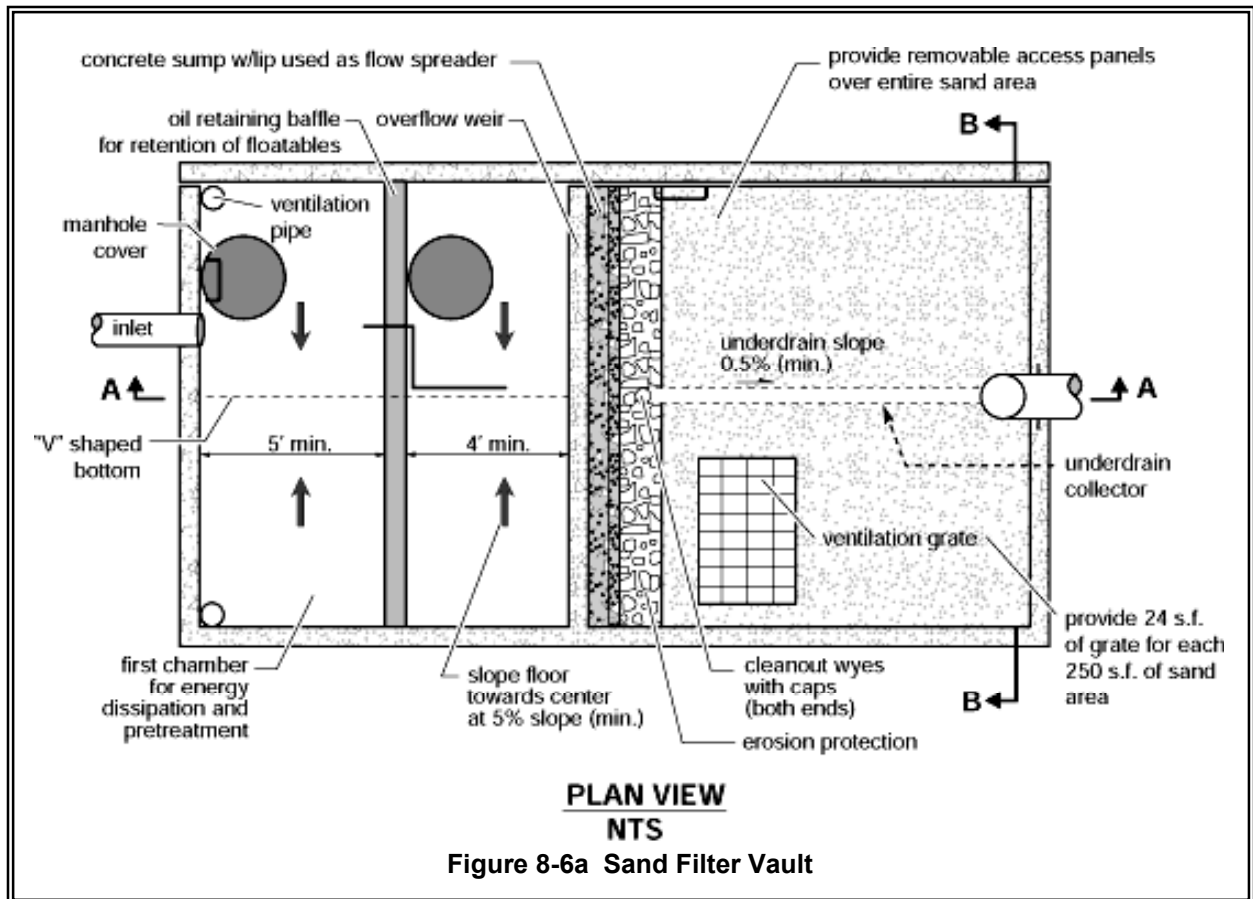 concrete sump w/lip used as flow spreader
provide removable access panels
over entire sand area
oil retaining baffle
for retention of floatables
overflow weir
B
ventilation
pipe
manhole
cover
inlet
underdrain slope
0.5% (min.)
A
A
"V" shaped
bottom
5' min.
4' min.
underdrain
collector
ventilation grate
provide 24 s.f.
of grate for each
250 s.f. of sand
area
first chamber
for energy
dissipation and
pretreatment
slope floor
towards center
at 5% slope (min.)
cleanout wyes
with caps
(both ends)
B
erosion protection
PLAN VIEW
NTS
Figure 8-6a Sand Filter Vault